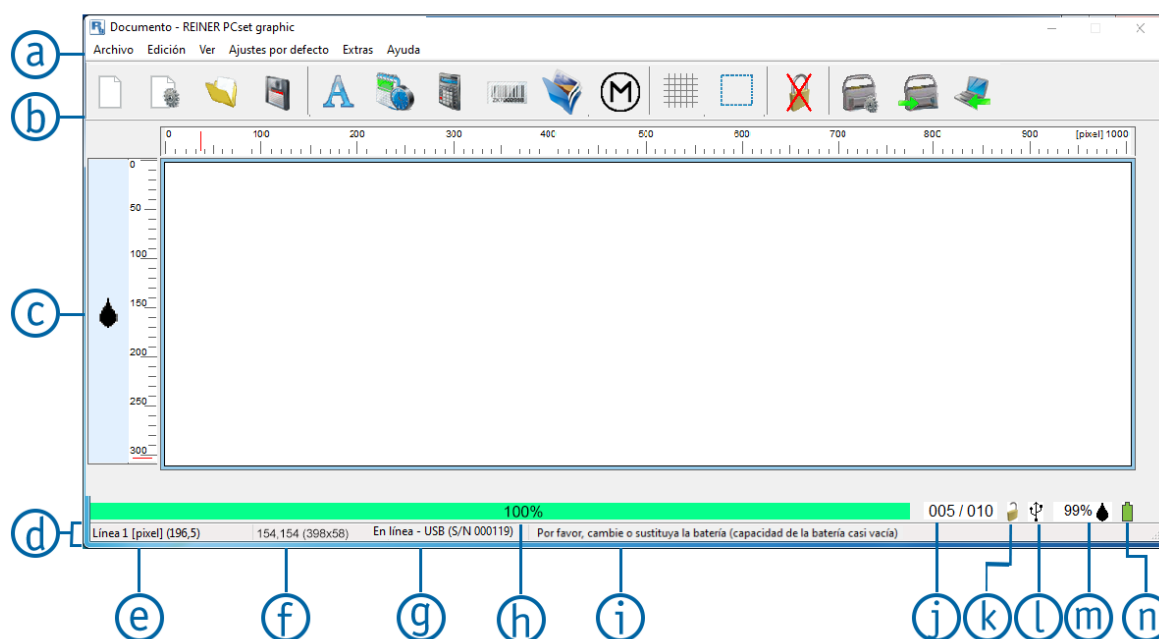 Documento - REINER PCset graphic
a
Archivo Edición Ver Ajustes por defecto Extras Ayuda
b
A
M
0 100 200 300 400 500 600 700 800 900 [pixel] 1000
0
50
100
150
c
200
250
300
100% 005 / 010 99%
d
Línea 1 [pixel] (196,5) 154,154 (398x58) En línea - USB (S/N 000119) Por favor, cambie o sustituya la batería (capacidad de la batería casi vacía)
e f g h i j k l m n